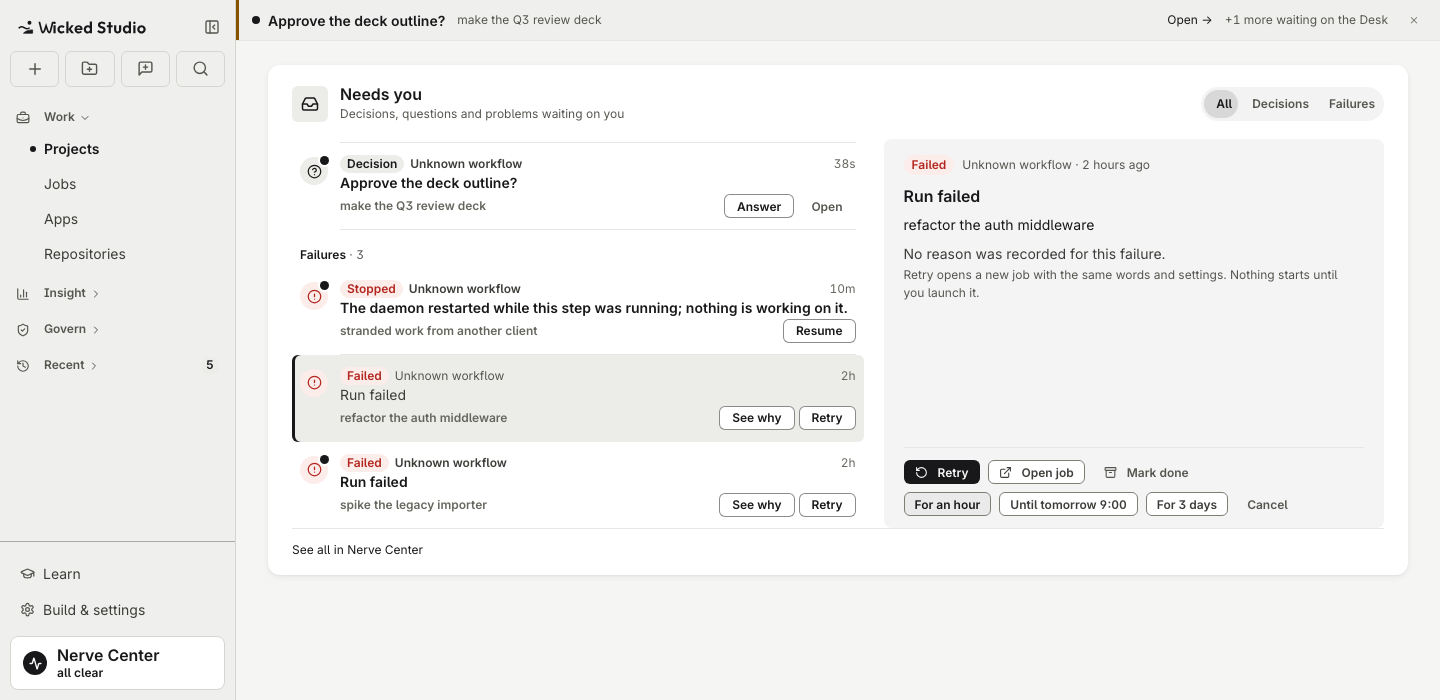 Wicked Studio
Approve the deck outline? make the Q3 review deck Open → +1 more waiting on the Desk ×
Work
Projects
Jobs
Apps
Repositories
Insight
Govern
Recent 5
Learn
Build & settings
Nerve Center
all clear
Needs you
Decisions, questions and problems waiting on you
All Decisions Failures
Decision Unknown workflow 38s
Approve the deck outline?
make the Q3 review deck Answer Open
Failures · 3
Stopped Unknown workflow 10m
The daemon restarted while this step was running; nothing is working on it.
stranded work from another client Resume
Failed Unknown workflow 2h
Run failed
refactor the auth middleware See why Retry
Failed Unknown workflow 2h
Run failed
spike the legacy importer See why Retry
See all in Nerve Center
Failed Unknown workflow · 2 hours ago
Run failed
refactor the auth middleware
No reason was recorded for this failure.
Retry opens a new job with the same words and settings. Nothing starts until
you launch it.
Retry Open job Mark done
For an hour Until tomorrow 9:00 For 3 days Cancel